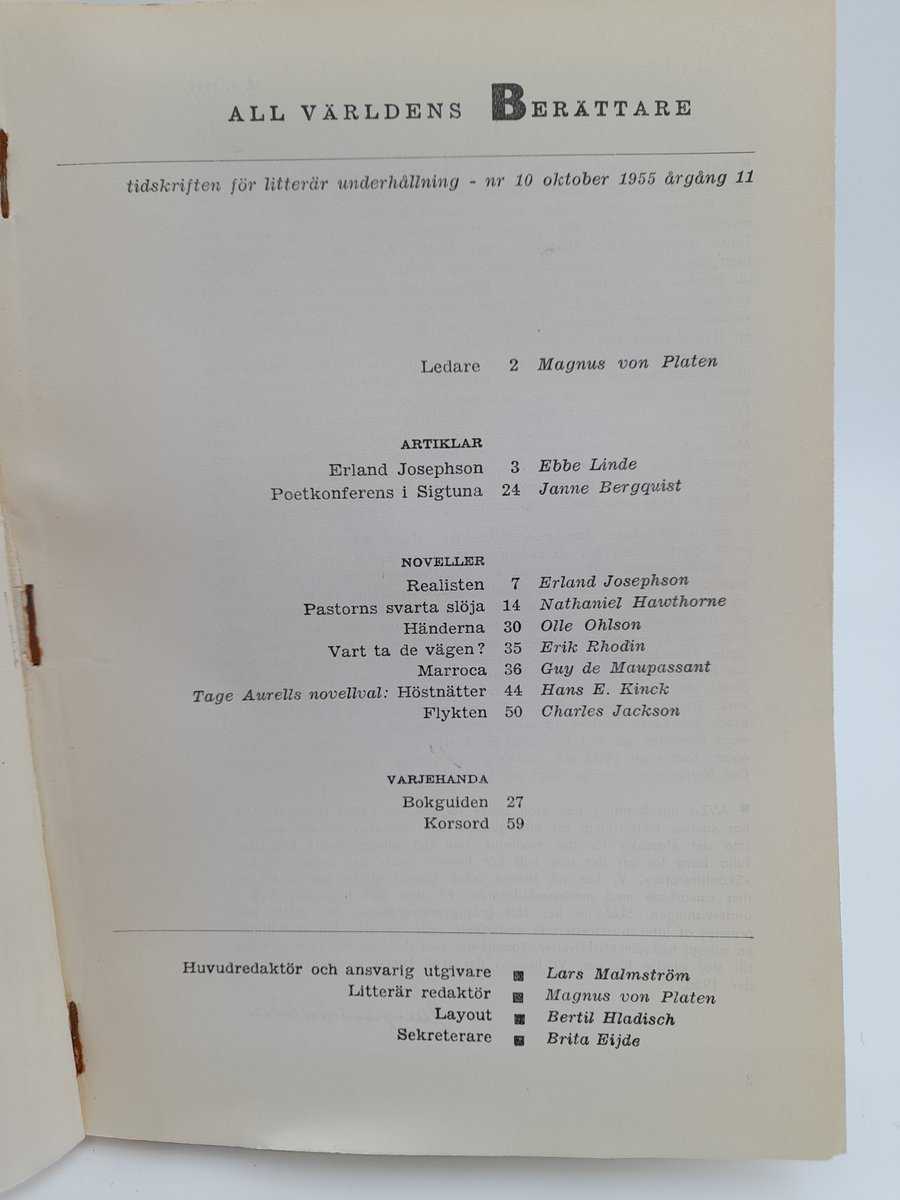 ALL VÄRLDENS BERÄTTARE
tidskriften för litterär underhållning - nr 10 oktober 1955 årgång 11
Ledare 2 Magnus von Platen
ARTIKLAR
Erland Josephson 3 Ebbe Linde
Poetkonferens i Sigtuna 24 Janne Bergquist
NOVELLER
Realisten 7 Erland Josephson
Pastorns svarta slöja 14 Nathaniel Hawthorne
Händerna 30 Olle Ohlson
Vart ta de vägen? 35 Erik Rhodin
Marroca 36 Guy de Maupassant
Tage Aurells novellval: Höstnätter 44 Hans E. Kinck
Flykten 50 Charles Jackson
VARJEHANDA
Bokguiden 27
Korsord 59
Huvudredaktör och ansvarig utgivare ■ Lars Malmström
Litterär redaktör ■ Magnus von Platen
Layout ■ Bertil Hladisch
Sekreterare ■ Brita Eijde